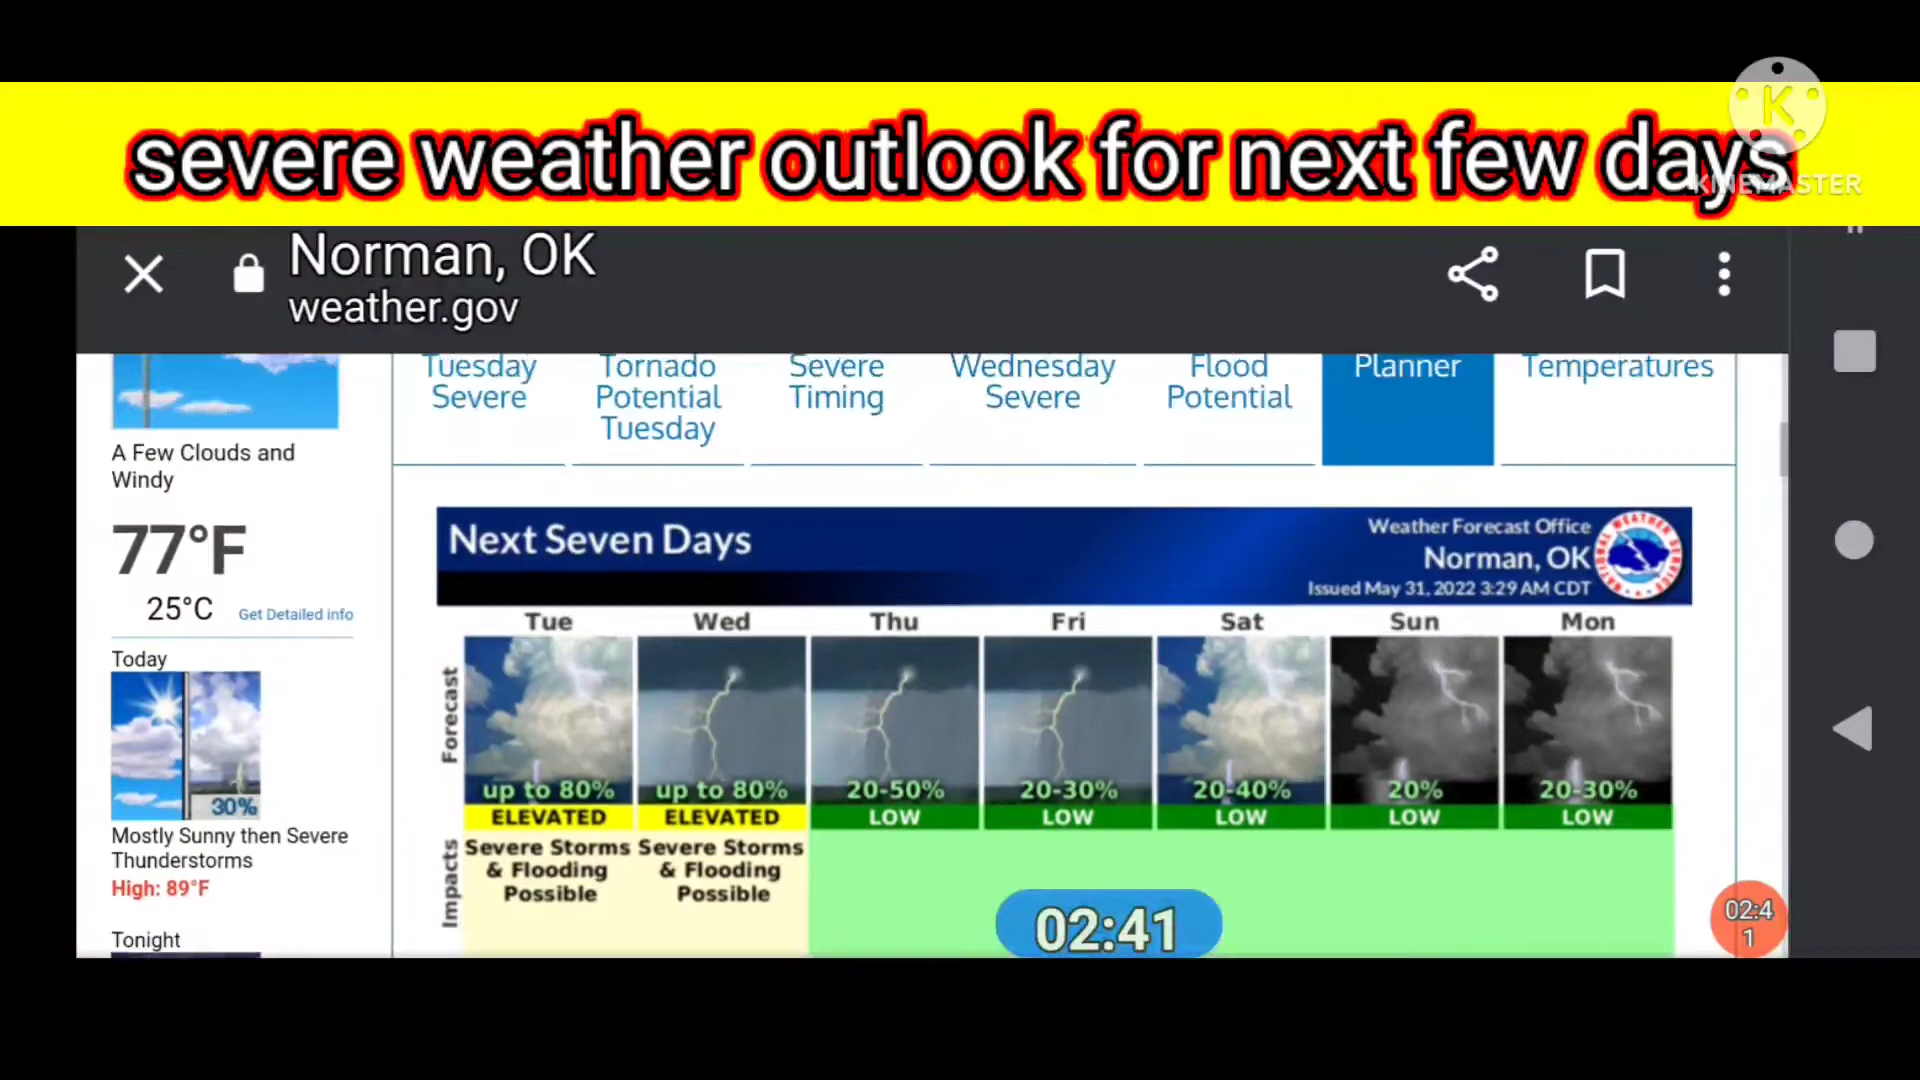 severe weather outlook for next few days
K
KINEMASTER
Norman, OK
weather.gov
Tuesday
Severe
Tornado
Potential
Tuesday
Severe
Timing
Wednesday
Severe
Flood
Potential
Planner
Temperatures
A Few Clouds and
Windy
77°F
25°C Get Detailed info
Today
30%
Mostly Sunny then Severe
Thunderstorms
High: 89°F
Tonight
Next Seven Days
Weather Forecast Office
Norman, OK
Issued May 31, 2022 3:29 AM CDT
NATIONAL WEATHER SERVICE
Tue Wed Thu Fri Sat Sun Mon
Forecast
up to 80% up to 80% 20-50% 20-30% 20-40% 20% 20-30%
ELEVATED ELEVATED LOW LOW LOW LOW LOW
Impacts
Severe Storms
& Flooding
Possible
Severe Storms
& Flooding
Possible
02:41
02:4
1